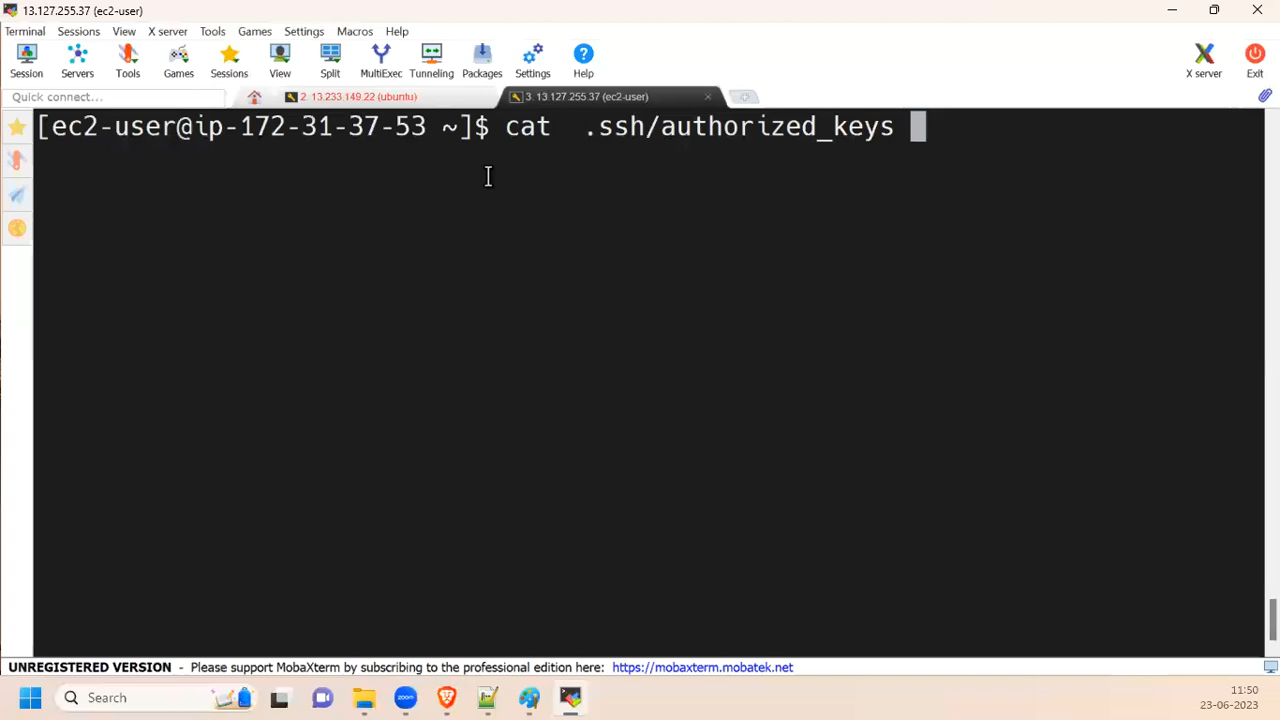 13.127.255.37 (ec2-user)
Terminal Sessions View X server Tools Games Settings Macros Help
Session Servers Tools Games Sessions View Split MultiExec Tunneling Packages Settings Help X server Exit
Quick connect... 2. 13.233.149.22 (ubuntu) 3. 13.127.255.37 (ec2-user)
[ec2-user@ip-172-31-37-53 ~]$ cat  .ssh/authorized_keys
UNREGISTERED VERSION - Please support MobaXterm by subscribing to the professional edition here: https://mobaxterm.mobatek.net
Search zoom 11:50
23-06-2023